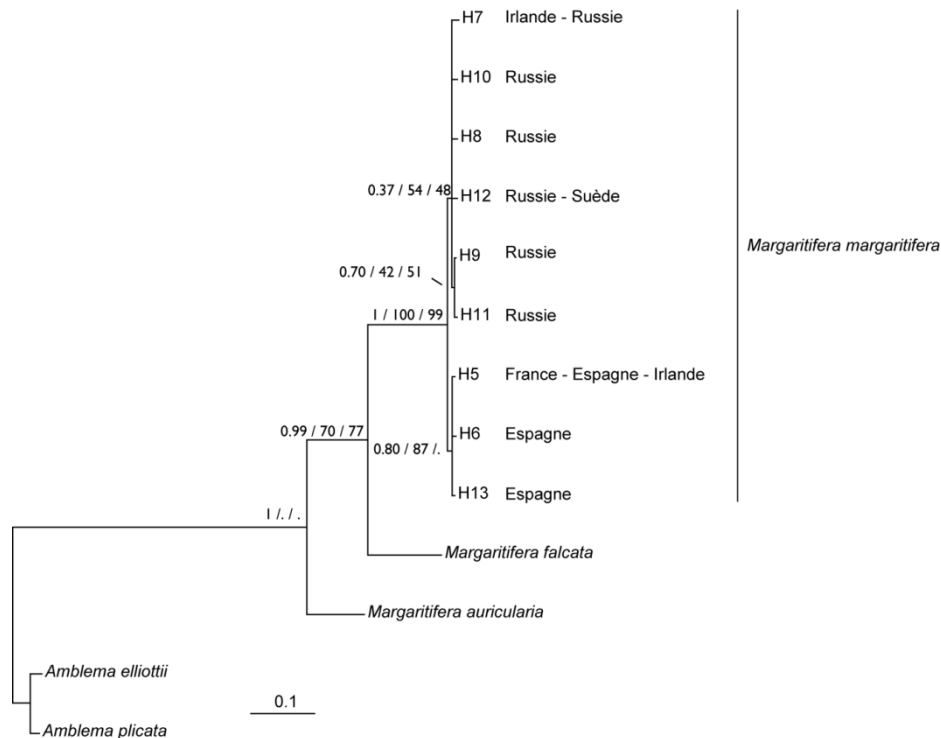 H7 Irlande - Russie
H10 Russie
H8 Russie
0.37 / 54 / 48
H12 Russie - Suède
Margaritifera margaritifera
H9 Russie
0.70 / 42 / 51
H11 Russie
1 / 100 / 99
H5 France - Espagne - Irlande
0.99 / 70 / 77
H6 Espagne
0.80 / 87 /.
H13 Espagne
1 /. / .
Margaritifera falcata
Margaritifera auricularia
Amblema elliottii
0.1
Amblema plicata